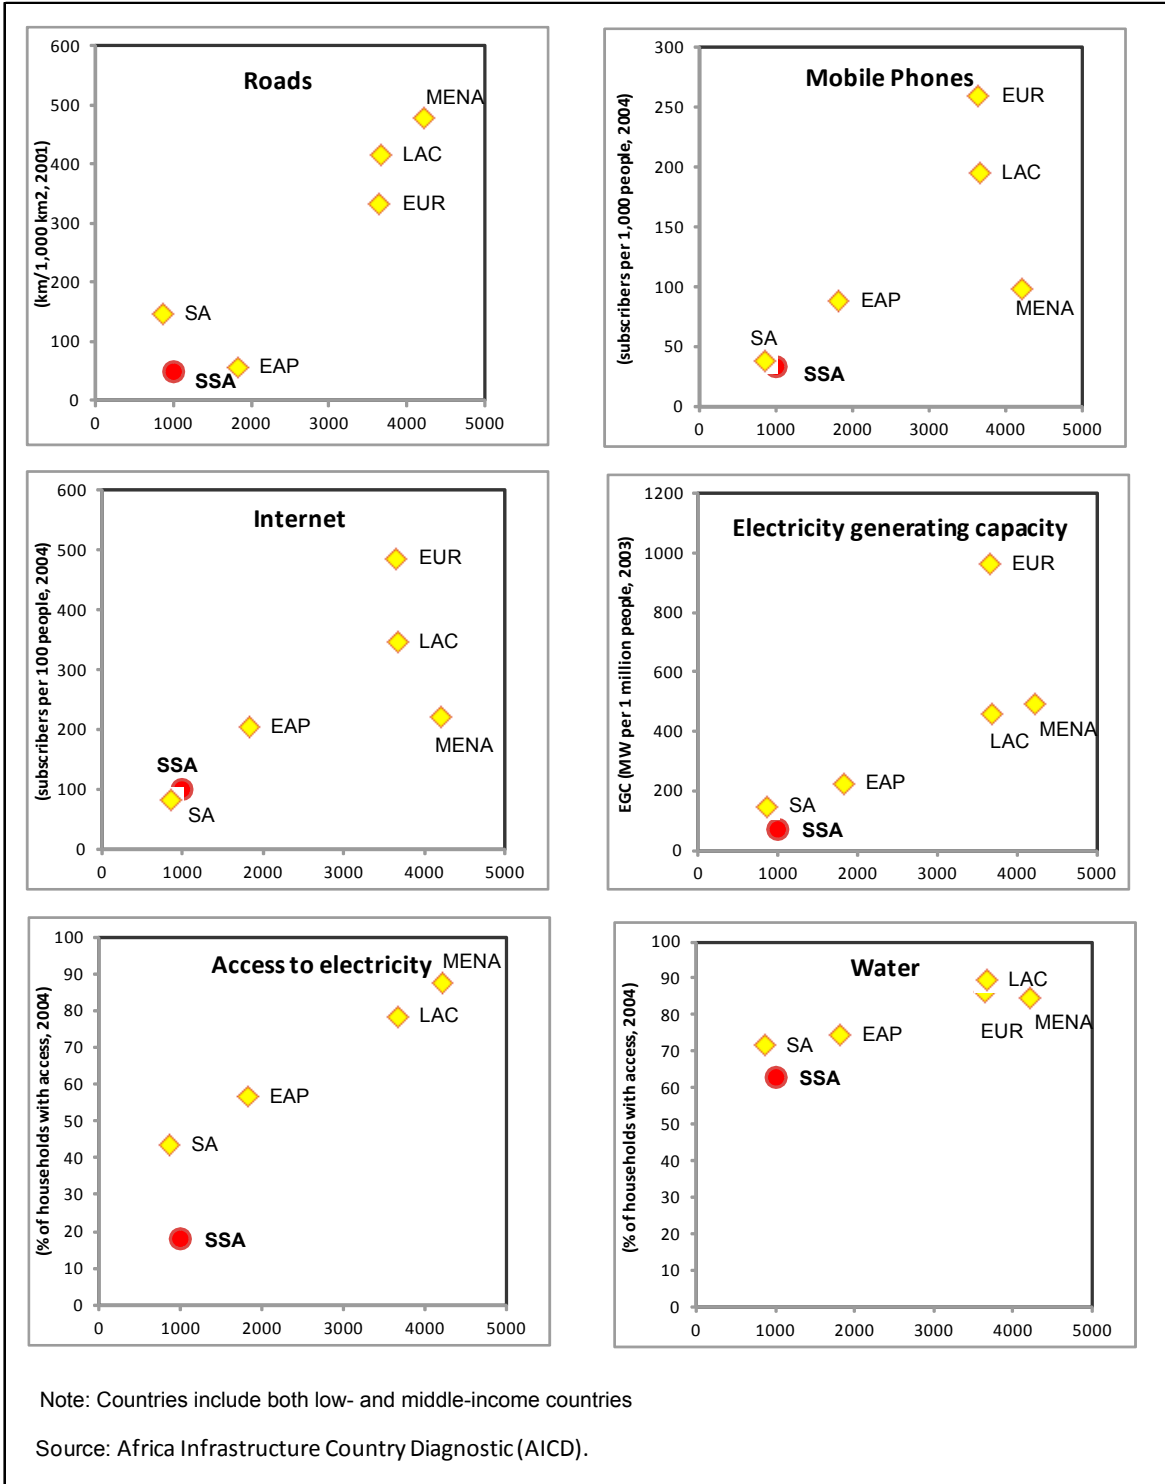 Roads
(km/1,000 km2, 2001)
600
500
400
300
200
100
0
MENA
LAC
EUR
SA
EAP
SSA
0 1000 2000 3000 4000 5000
Mobile Phones
(subscribers per 1,000 people, 2004)
300
250
200
150
100
50
0
EUR
LAC
EAP
MENA
SA
SSA
0 1000 2000 3000 4000 5000
Internet
(subscribers per 100 people, 2004)
600
500
400
300
200
100
0
EUR
LAC
EAP
MENA
SSA
SA
0 1000 2000 3000 4000 5000
Electricity generating capacity
EGC (MW per 1 million people, 2003)
1200
1000
800
600
400
200
0
EUR
MENA
LAC
EAP
SA
SSA
0 1000 2000 3000 4000 5000
Access to electricity
(% of households with access, 2004)
100
90
80
70
60
50
40
30
20
10
0
MENA
LAC
EAP
SA
SSA
0 1000 2000 3000 4000 5000
Water
(% of households with access, 2004)
100
90
80
70
60
50
40
30
20
10
0
LAC
MENA
EUR
EAP
SA
SSA
0 1000 2000 3000 4000 5000
Note: Countries include both low- and middle-income countries
Source: Africa Infrastructure Country Diagnostic (AICD).